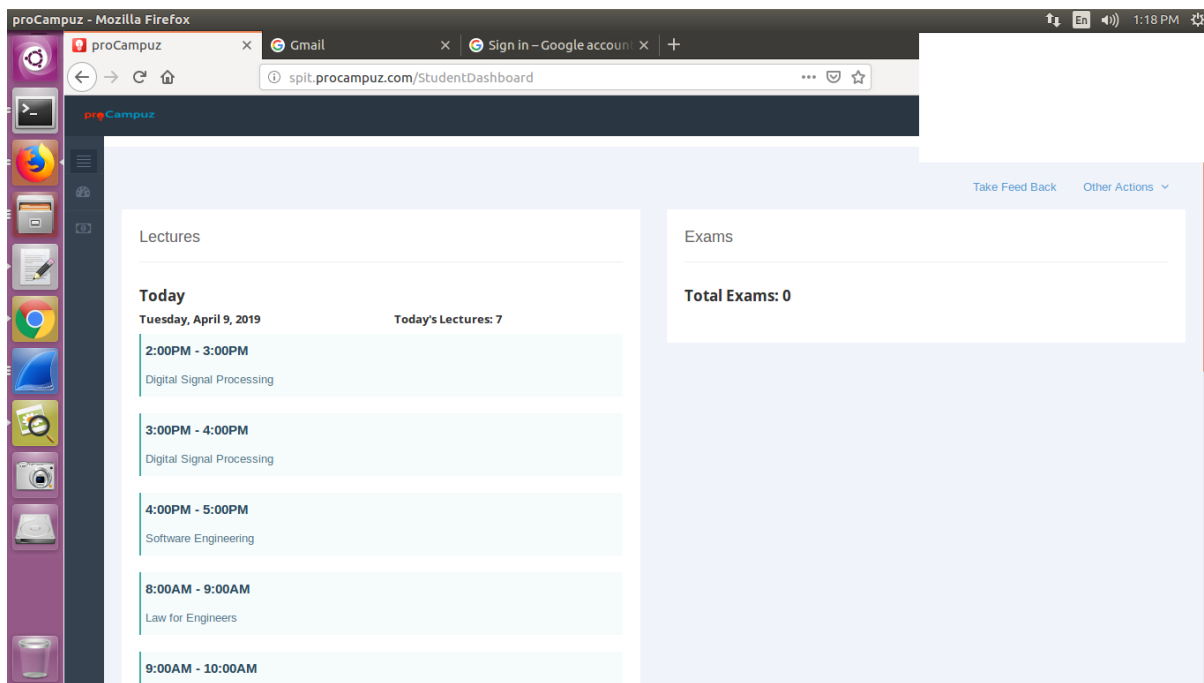 proCampuz - Mozilla Firefox
En
1:18 PM
proCampuz
Gmail
Sign in – Google account
spit.procampuz.com/StudentDashboard
proCampuz
Take Feed Back
Other Actions
Lectures
Today
Tuesday, April 9, 2019
Today's Lectures: 7
2:00PM - 3:00PM
Digital Signal Processing
3:00PM - 4:00PM
Digital Signal Processing
4:00PM - 5:00PM
Software Engineering
8:00AM - 9:00AM
Law for Engineers
9:00AM - 10:00AM
Exams
Total Exams: 0